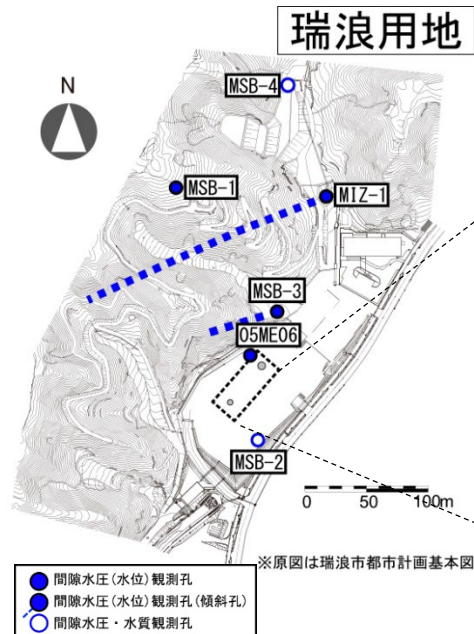 瑞浪用地
N
MSB-4
MSB-1
MIZ-1
MSB-3
05ME06
MSB-2
0 50 100m
※原図は瑞浪市都市計画基本図
間隙水圧(水位)観測孔
間隙水圧(水位)観測孔(傾斜孔)
間隙水圧・水質観測孔